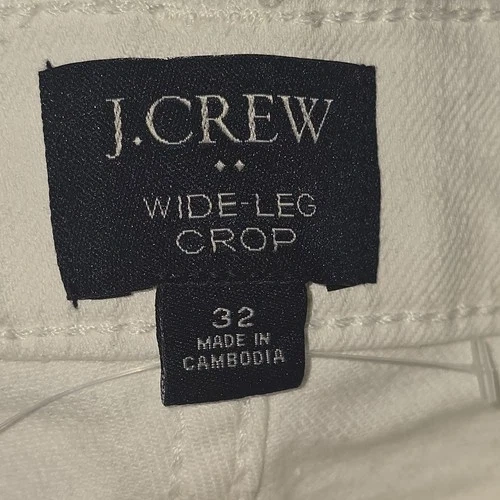 J.CREW
WIDE-LEG
CROP
32
MADE IN
CAMBODIA